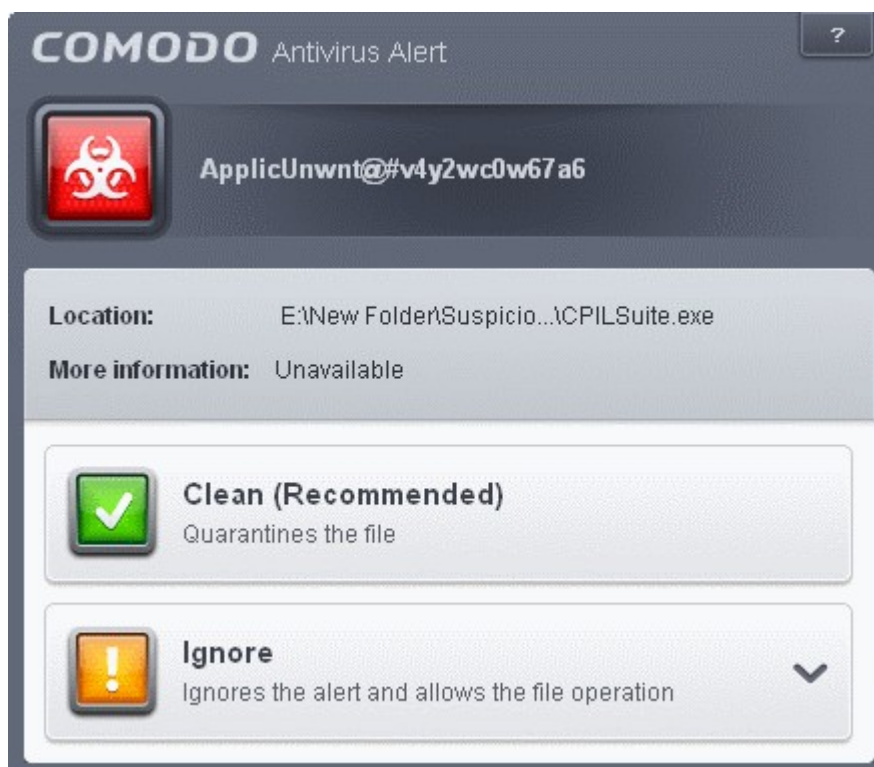 COMODO Antivirus Alert ?
ApplicUnwnt@#v4y2wc0w67a6
Location: E:\New Folder\Suspicio...\CPILSuite.exe
More information: Unavailable
Clean (Recommended)
Quarantines the file
Ignore
Ignores the alert and allows the file operation